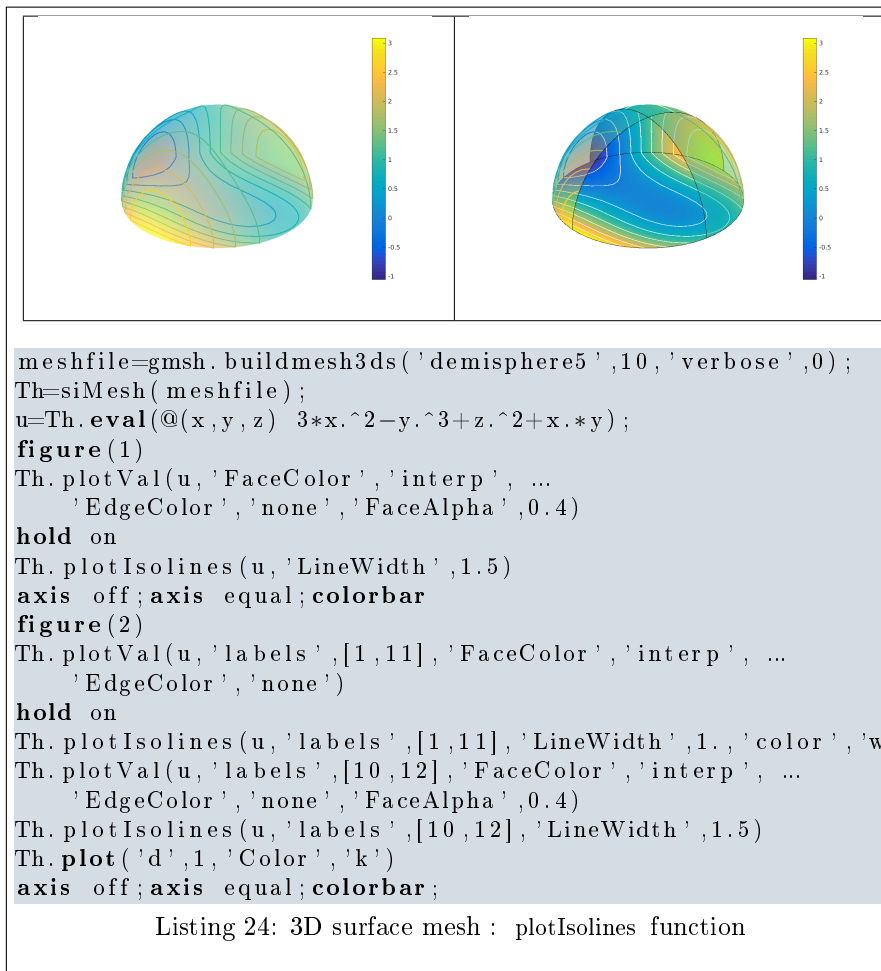 3
2.5
2
1.5
1
0.5
0
-0.5
-1
3
2.5
2
1.5
1
0.5
0
-0.5
-1
meshfile=gmsh.buildmesh3ds('demisphere5',10,'verbose',0);
Th=siMesh(meshfile);
u=Th.eval(@(x,y,z) 3*x.^2-y.^3+z.^2+x.*y);
figure(1)
Th.plotVal(u,'FaceColor','interp', ...
'EdgeColor','none','FaceAlpha',0.4)
hold on
Th.plotIsolines(u,'LineWidth',1.5)
axis off;axis equal;colorbar
figure(2)
Th.plotVal(u,'labels',[1,11],'FaceColor','interp', ...
'EdgeColor','none')
hold on
Th.plotIsolines(u,'labels',[1,11],'LineWidth',1.,'color','w
Th.plotVal(u,'labels',[10,12],'FaceColor','interp', ...
'EdgeColor','none','FaceAlpha',0.4)
Th.plotIsolines(u,'labels',[10,12],'LineWidth',1.5)
Th.plot('d',1,'Color','k')
axis off;axis equal;colorbar;
Listing 24: 3D surface mesh : plotIsolines function